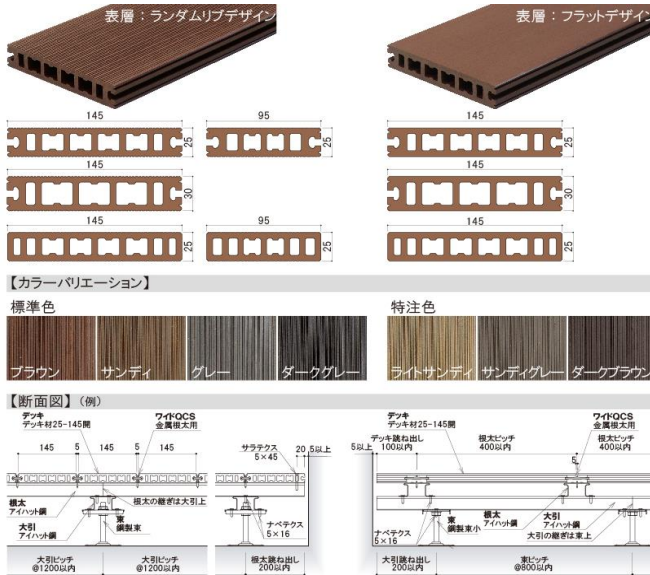 表層：ランダムリブデザイン
表層：フラットデザイン
145
95
145
25
25
25
145
145
30
30
145
95
145
25
25
25
【カラーバリエーション】
標準色
特注色
ブラウン
サンディ
グレー
ダークグレー
ライトサンディ
サンディグレー
ダークブラウン
【断面図】（例）
デッキ
デッキ材25-145開
ワイドQCS
金属根太用
145
5
145
5
145
サラテクス
5×45
20
5以上
根太
アイハット鋼
根太の継ぎは大引上
大引
アイハット鋼
束
鋼製束
ナベテクス
5×16
大引ピッチ
@1200以内
大引ピッチ
@1200以内
根太跳ね出し
200以内
デッキ
デッキ材25-145開
ワイドQCS
金属根太用
5以上
デッキ跳ね出し
100以内
根太ピッチ
400以内
根太ピッチ
400以内
5
ナベテクス
5×16
束
鋼製束小
根太
アイハット鋼
大引
アイハット鋼
大引の継ぎは束上
大引跳ね出し
200以内
束ピッチ
@800以内